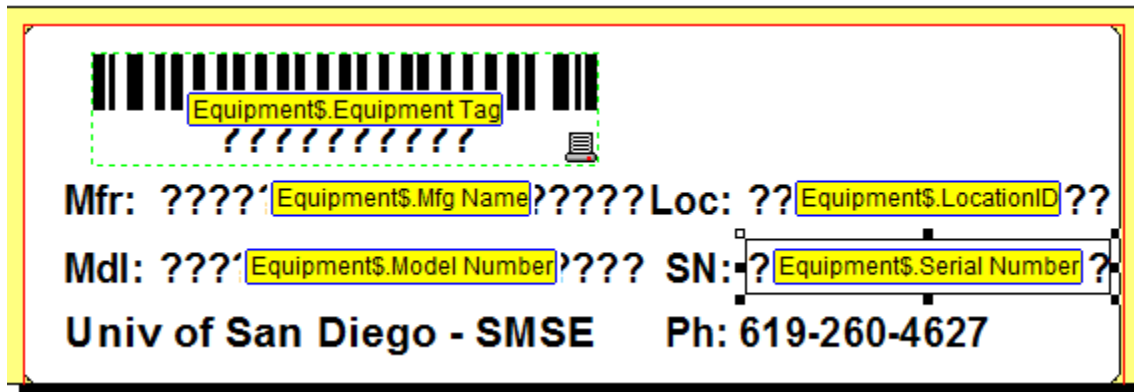 Equipment$.Equipment Tag
??????????
Mfr: ????? Equipment$.Mfg Name ????? Loc: ?? Equipment$.LocationID ??
Mdl: ??? Equipment$.Model Number ???? SN: ? Equipment$.Serial Number ?
Univ of San Diego - SMSE Ph: 619-260-4627